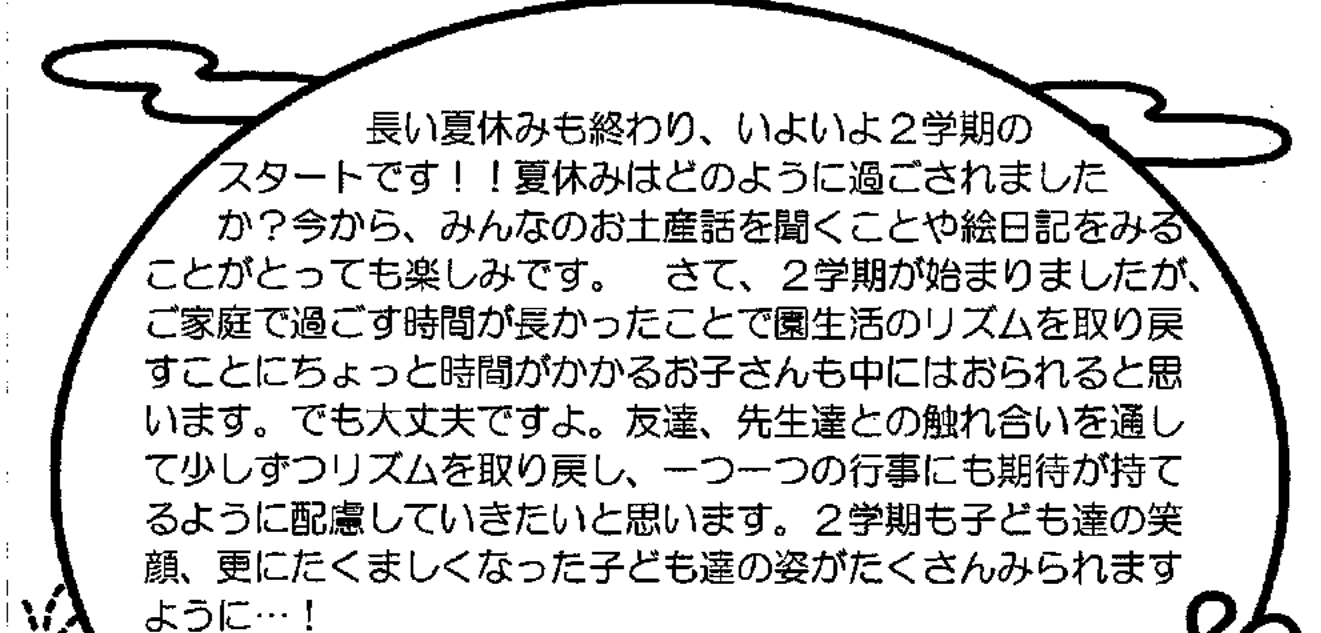 長い夏休みも終わり、いよいよ２学期の
スタートです！！夏休みはどのように過ごされました
か？今から、みんなのお土産話を聞くことや絵日記をみる
ことがとっても楽しみです。　さて、２学期が始まりましたが、
ご家庭で過ごす時間が長かったことで園生活のリズムを取り戻
すことにちょっと時間がかかるお子さんも中にはおられると思
います。でも大丈夫ですよ。友達、先生達との触れ合いを通し
て少しずつリズムを取り戻し、一つ一つの行事にも期待が持て
るように配慮していきたいと思います。２学期も子ども達の笑
顔、更にたくましくなった子ども達の姿がたくさんみられます
ように…！